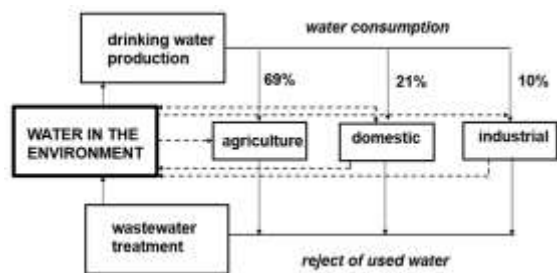 drinking water
production
water consumption
69%
21%
10%
WATER IN THE
ENVIRONMENT
agriculture
domestic
industrial
wastewater
treatment
reject of used water